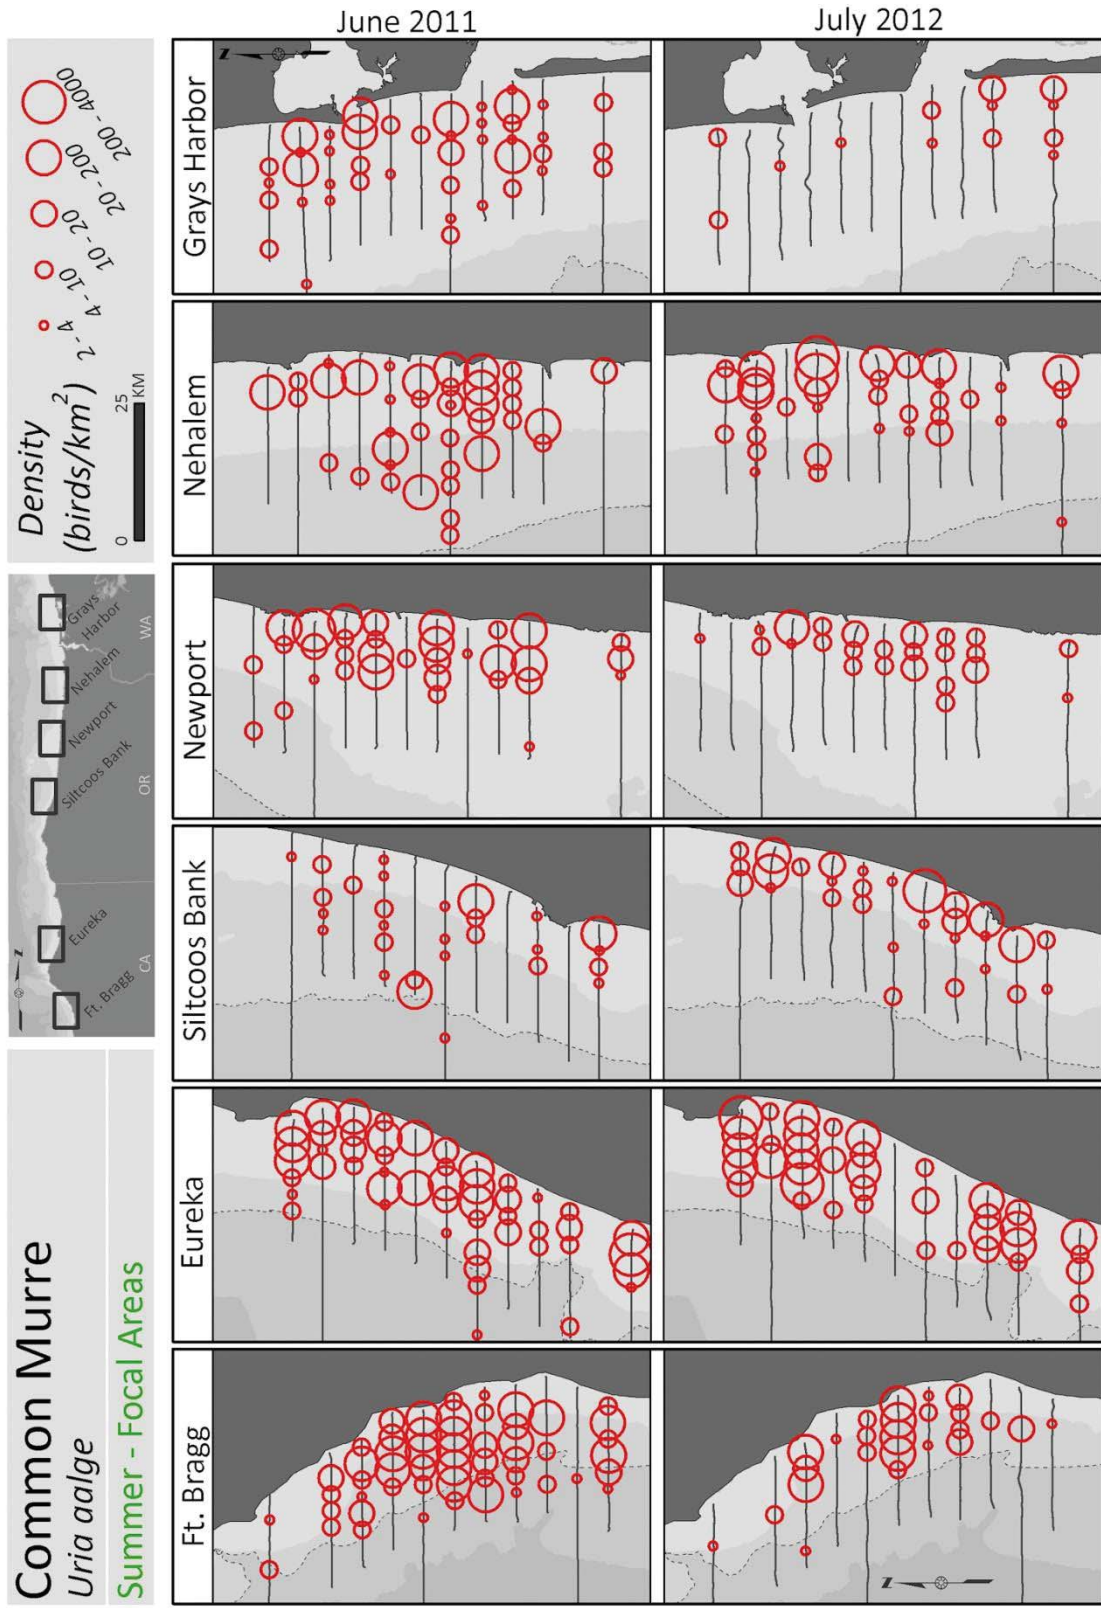 Common Murre
Uria aalge
Summer - Focal Areas
N
Ft. Bragg
Eureka
Siltcoos Bank
Newport
Nehalem
Grays
Harbor
CA
OR
WA
Density
(birds/km²)
2 - 4
4 - 10
10 - 20
20 - 200
200 - 4000
0
25
KM
June 2011
July 2012
Grays Harbor
N
Nehalem
Newport
Siltcoos Bank
Eureka
Ft. Bragg
N